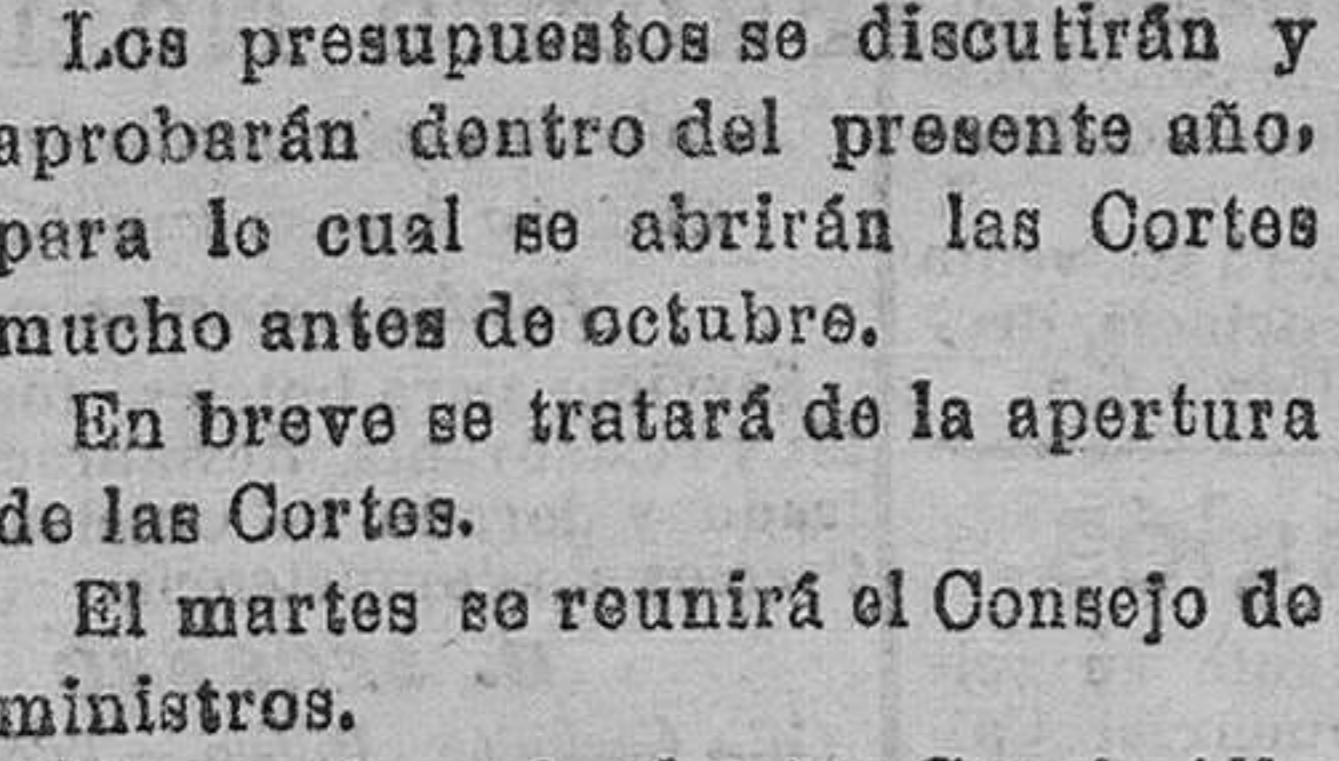 Los presupuestos se discutirán y
aprobarán dentro del presente año,
para lo cual se abrirán las Cortes
mucho antes de octubre.
En breve se tratará de la apertura
de las Cortes.
El martes se reunirá el Consejo de
ministros.